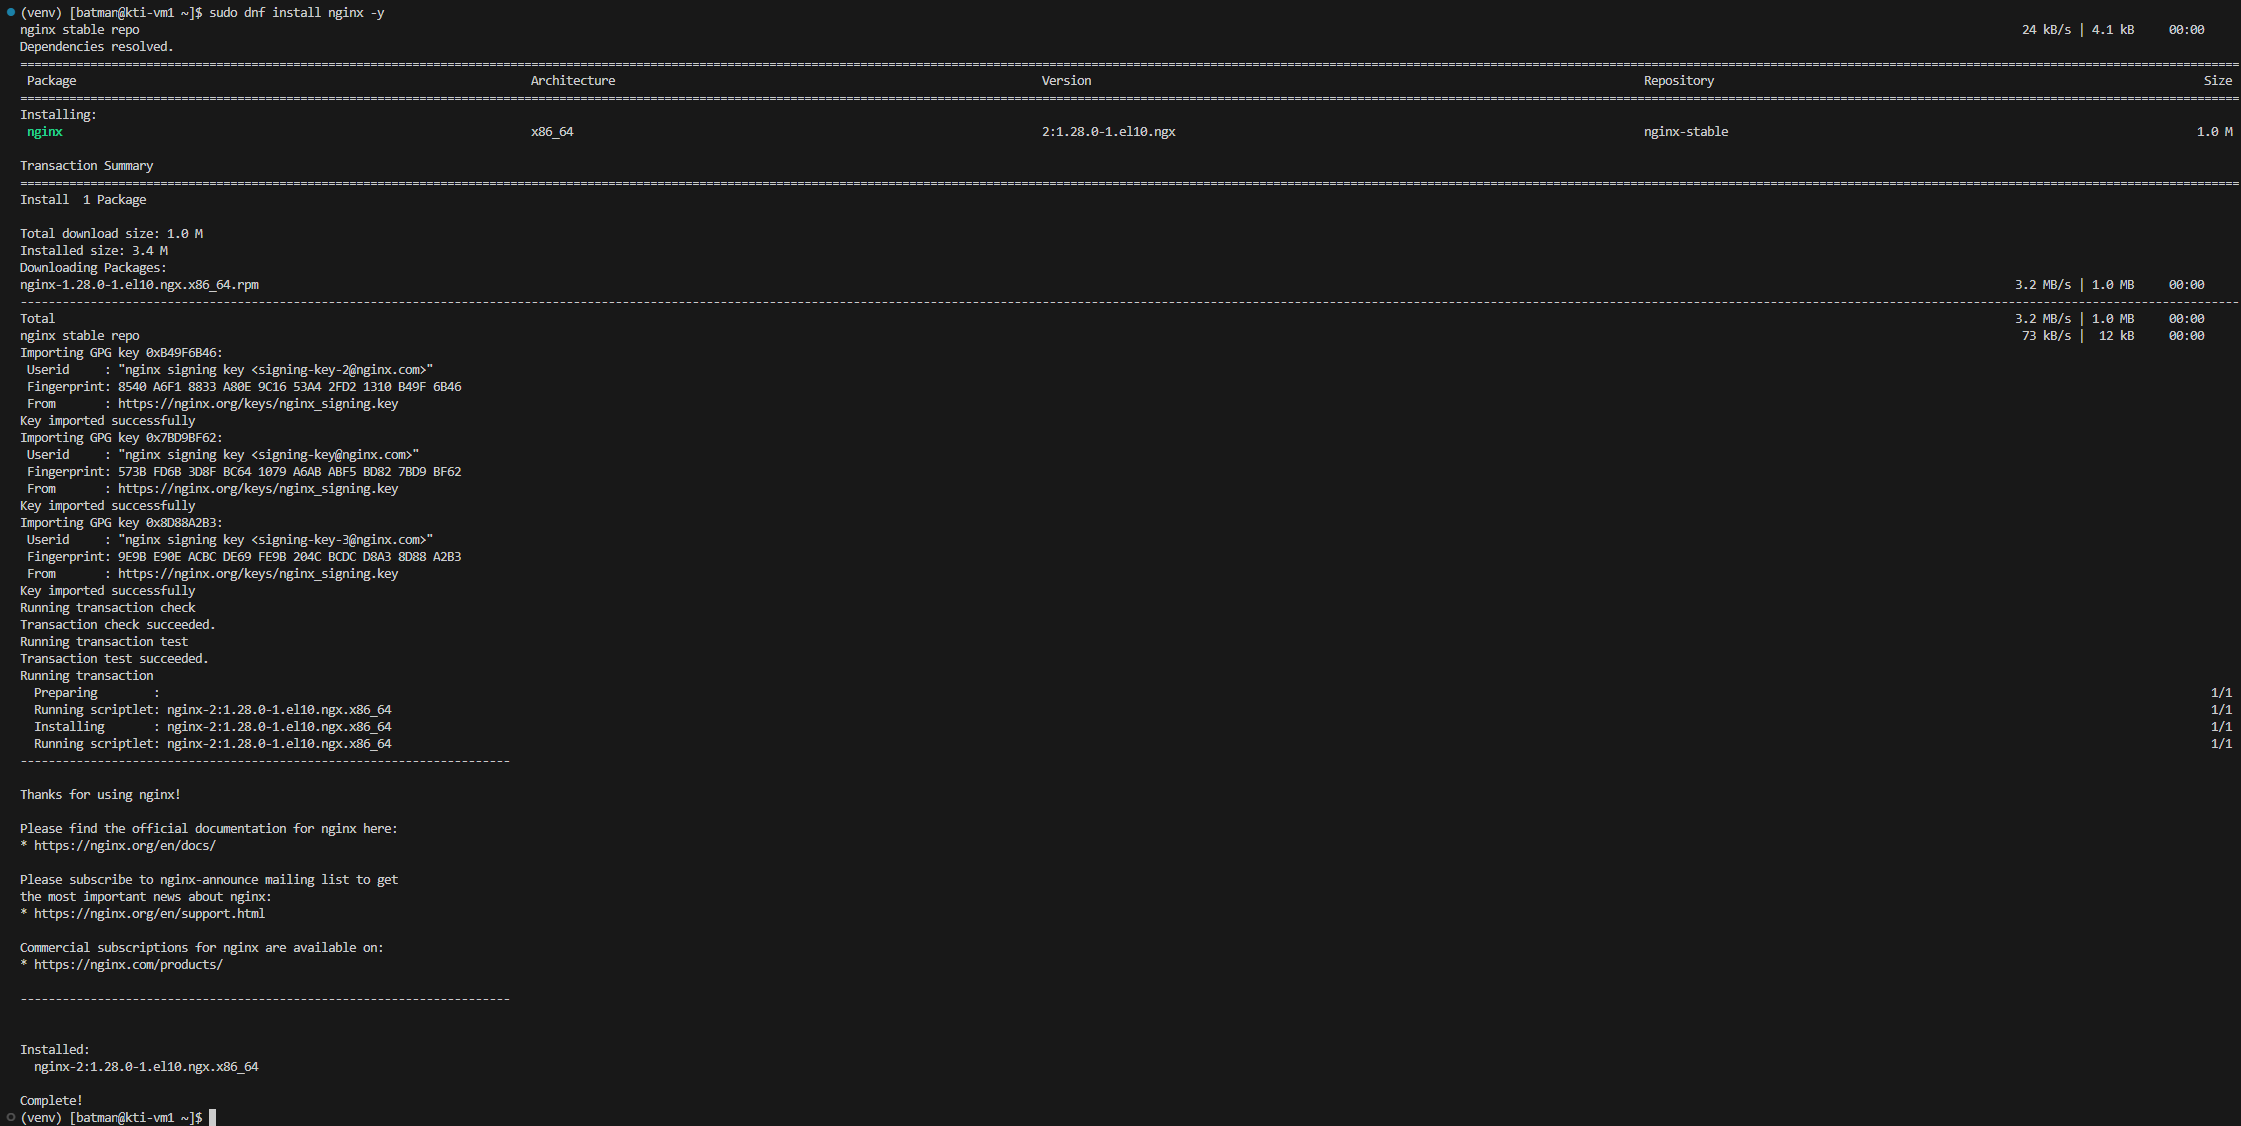 (venv) [batman@kti-vm1 ~]$ sudo dnf install nginx -y
nginx stable repo 24 kB/s | 4.1 kB 00:00
Dependencies resolved.
Package Architecture Version Repository Size
Installing:
nginx x86_64 2:1.28.0-1.el10.ngx nginx-stable 1.0 M
Transaction Summary
Install 1 Package
Total download size: 1.0 M
Installed size: 3.4 M
Downloading Packages:
nginx-1.28.0-1.el10.ngx.x86_64.rpm 3.2 MB/s | 1.0 MB 00:00
Total 3.2 MB/s | 1.0 MB 00:00
nginx stable repo 73 kB/s | 12 kB 00:00
Importing GPG key 0xB49F6B46:
Userid : "nginx signing key <signing-key-2@nginx.com>"
Fingerprint: 8540 A6F1 8833 A80E 9C16 53A4 2FD2 1310 B49F 6B46
From : https://nginx.org/keys/nginx_signing.key
Key imported successfully
Importing GPG key 0x7BD9BF62:
Userid : "nginx signing key <signing-key@nginx.com>"
Fingerprint: 573B FD6B 3D8F BC64 1079 A6AB ABF5 BD82 7BD9 BF62
From : https://nginx.org/keys/nginx_signing.key
Key imported successfully
Importing GPG key 0x8D88A2B3:
Userid : "nginx signing key <signing-key-3@nginx.com>"
Fingerprint: 9E9B E90E ACBC DE69 FE9B 204C BCDC D8A3 8D88 A2B3
From : https://nginx.org/keys/nginx_signing.key
Key imported successfully
Running transaction check
Transaction check succeeded.
Running transaction test
Transaction test succeeded.
Running transaction
Preparing : 1/1
Running scriptlet: nginx-2:1.28.0-1.el10.ngx.x86_64 1/1
Installing : nginx-2:1.28.0-1.el10.ngx.x86_64 1/1
Running scriptlet: nginx-2:1.28.0-1.el10.ngx.x86_64 1/1
----------------------------------------------------------------------
Thanks for using nginx!
Please find the official documentation for nginx here:
* https://nginx.org/en/docs/
Please subscribe to nginx-announce mailing list to get
the most important news about nginx:
* https://nginx.org/en/support.html
Commercial subscriptions for nginx are available on:
* https://nginx.com/products/
----------------------------------------------------------------------
Installed:
nginx-2:1.28.0-1.el10.ngx.x86_64
Complete!
(venv) [batman@kti-vm1 ~]$